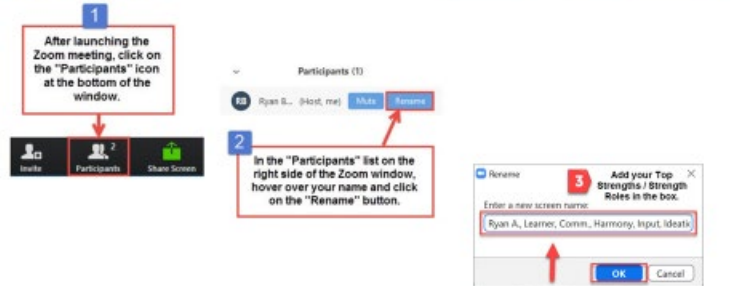 1
After launching the
Zoom meeting, click on
the "Participants" icon
at the bottom of the
window.
Invite
2
Participants
Share Screen
Participants (1)
RB
Ryan B... (Host, me)
Mute
Rename
2
In the "Participants" list on the
right side of the Zoom window,
hover over your name and click
on the "Rename" button.
Rename
3
Add your Top
Strengths / Strength
Roles in the box.
Enter a new screen name:
Ryan A., Learner, Comm., Harmony, Input, Ideatic
OK
Cancel